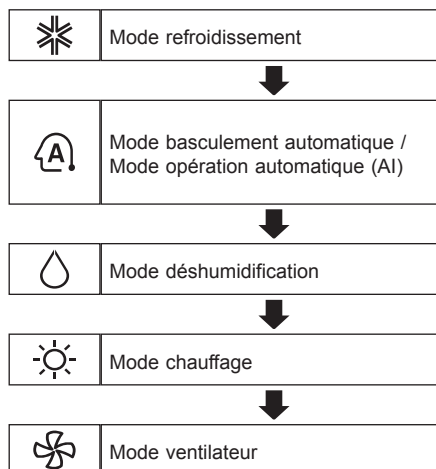 Mode refroidissement
A
Mode basculement automatique /
Mode opération automatique (AI)
Mode déshumidification
Mode chauffage
Mode ventilateur